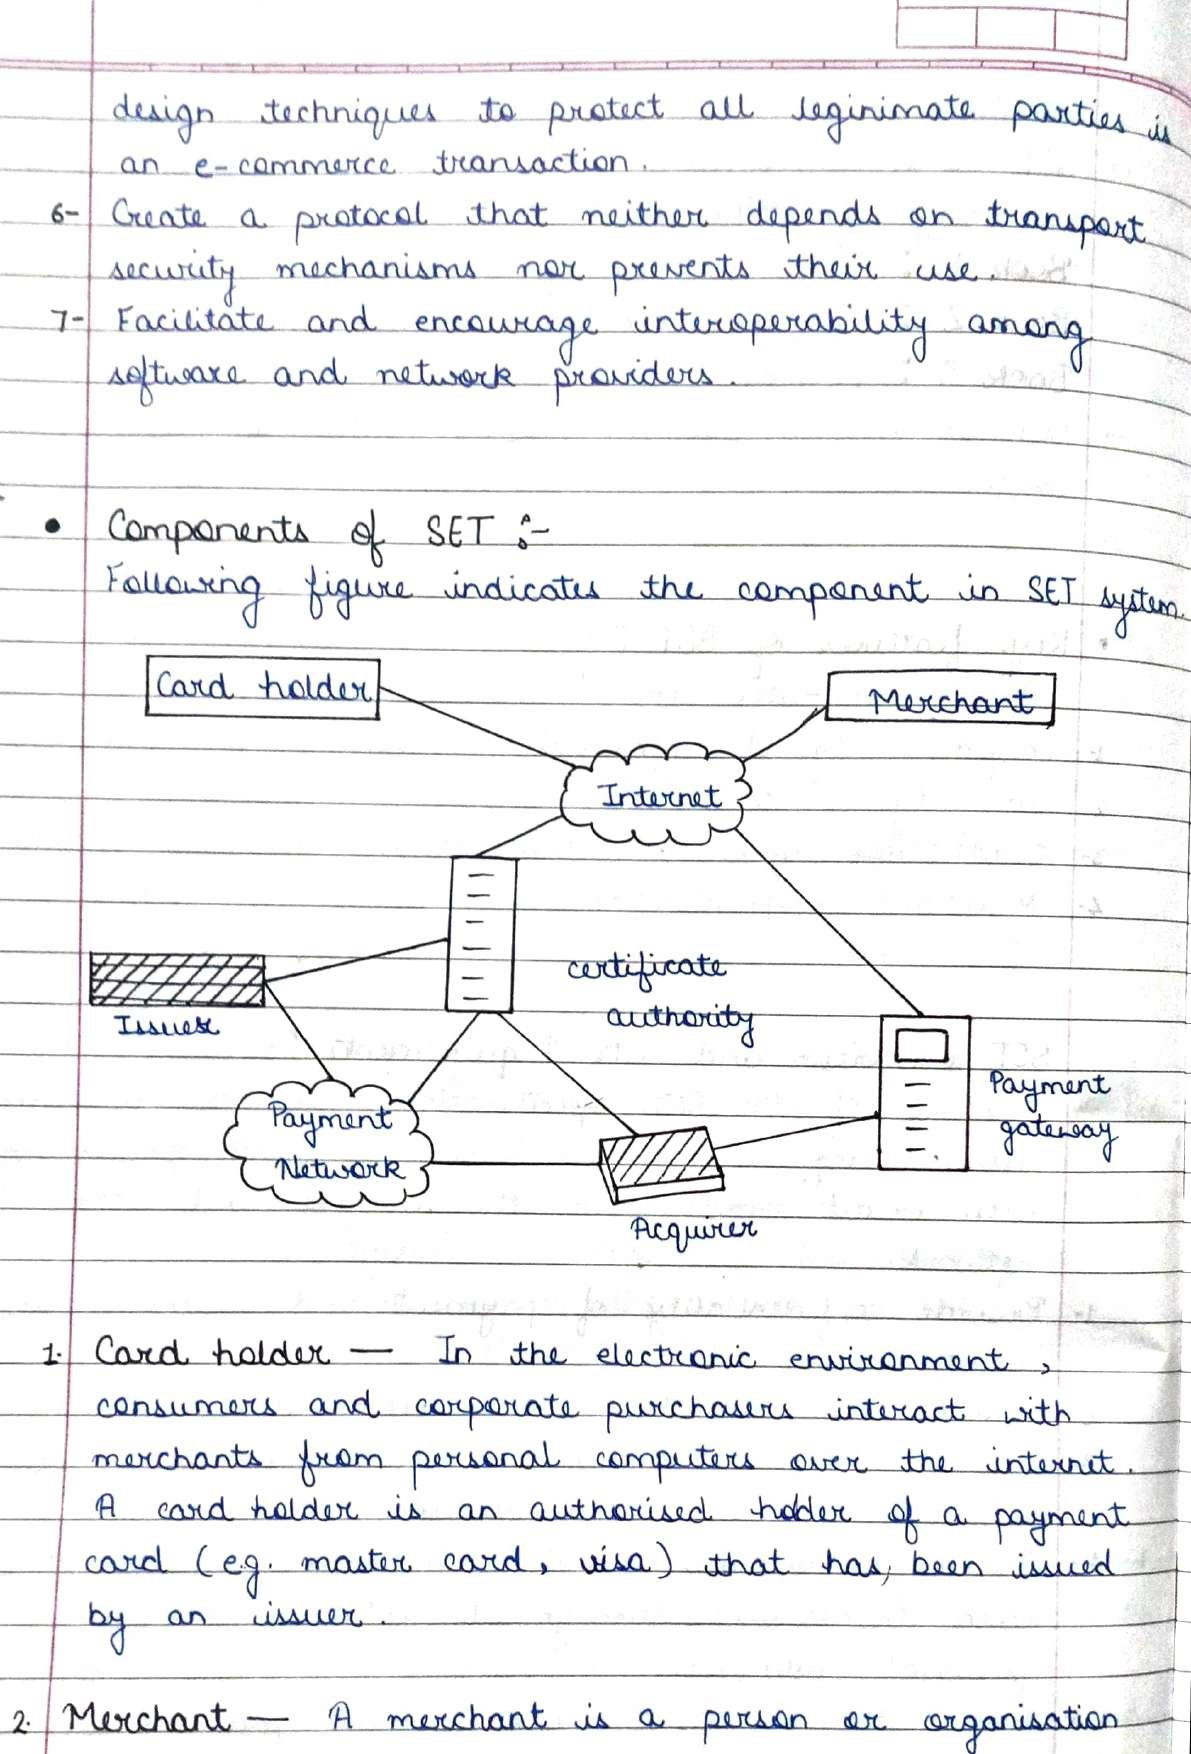 design techniques to protect all leginimate parties is
an e-commerce transaction.
6- Create a protocol that neither depends on transport
security mechanisms nor prevents their use.
7- Facilitate and encourage interoperability among
software and network providers.
• Components of SET :-
Following figure indicates the component in SET system.
Card holder
Merchant
Internet
certificate
authority
Issuer
Payment
gateway
Payment
Network
Acquirer
1. Card holder — In the electronic environment,
consumers and corporate purchasers interact with
merchants from personal computers over the internet.
A card holder is an authorised holder of a payment
card (e.g. master card, visa) that has, been issued
by an issuer.
2. Merchant — A merchant is a person or organisation